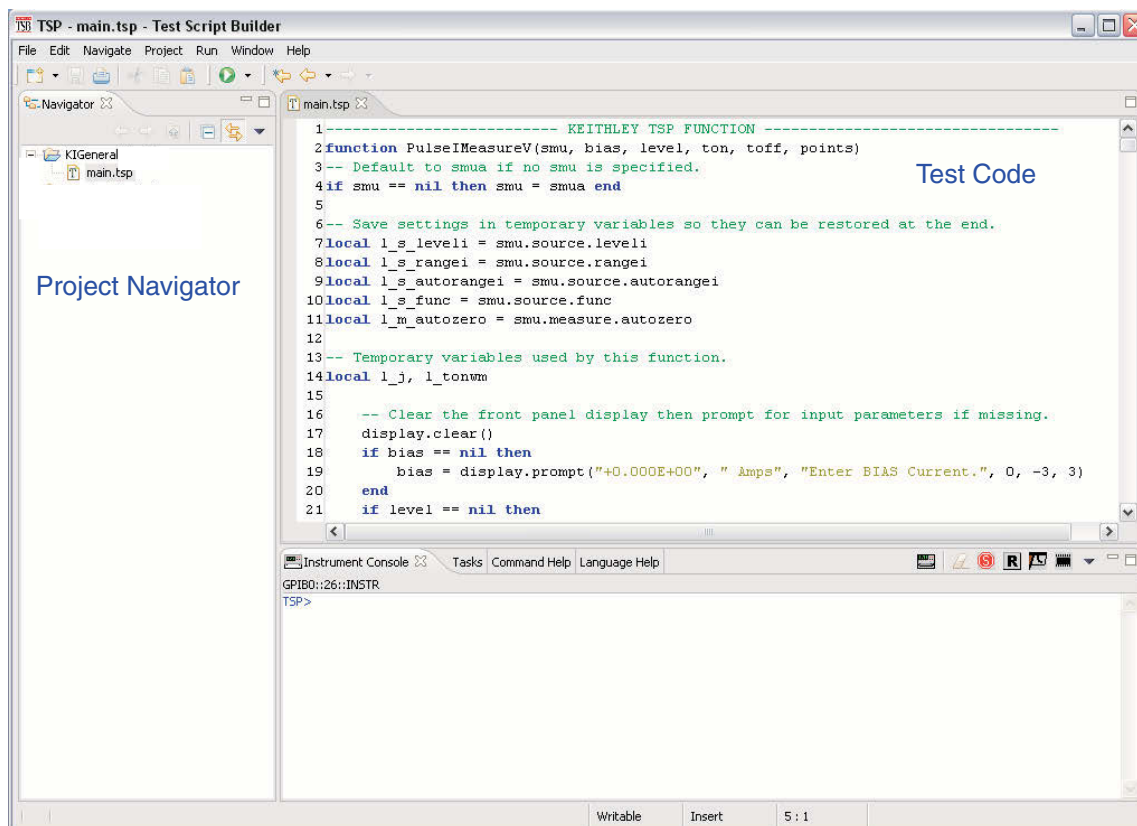 TSP - main.tsp - Test Script Builder
File Edit Navigate Project Run Window Help
Navigator
main.tsp
KIGeneral
main.tsp
Project Navigator
Test Code
1-------------------------- KEITHLEY TSP FUNCTION ---------------------------------
2function PulseIMeasureV(smu, bias, level, ton, toff, points)
3-- Default to smua if no smu is specified.
4if smu == nil then smu = smua end
5
6-- Save settings in temporary variables so they can be restored at the end.
7local l_s_leveli = smu.source.leveli
8local l_s_rangei = smu.source.rangei
9local l_s_autorangei = smu.source.autorangei
10local l_s_func = smu.source.func
11local l_m_autozero = smu.measure.autozero
12
13-- Temporary variables used by this function.
14local l_j, l_tonwm
15
16    -- Clear the front panel display then prompt for input parameters if missing.
17    display.clear()
18    if bias == nil then
19        bias = display.prompt("+0.000E+00", " Amps", "Enter BIAS Current.", 0, -3, 3)
20    end
21    if level == nil then
Instrument Console Tasks Command Help Language Help
GPIB0::26::INSTR
TSP>
Writable Insert 5 : 1